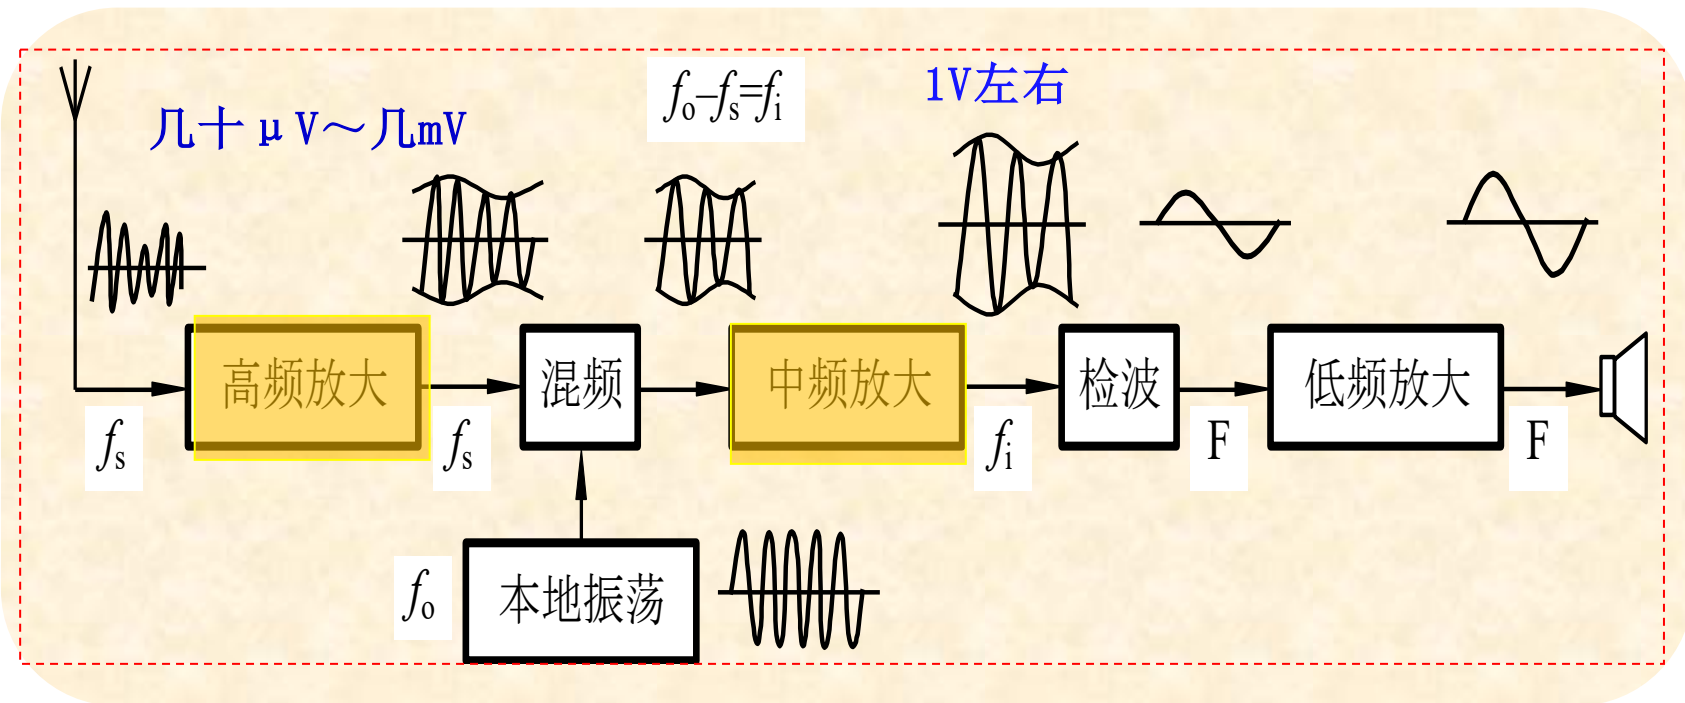 几十μV～几mV
fo–fs=fi
1V左右
高频放大
混频
中频放大
检波
低频放大
fs
fs
fi
F
F
fo
本地振荡